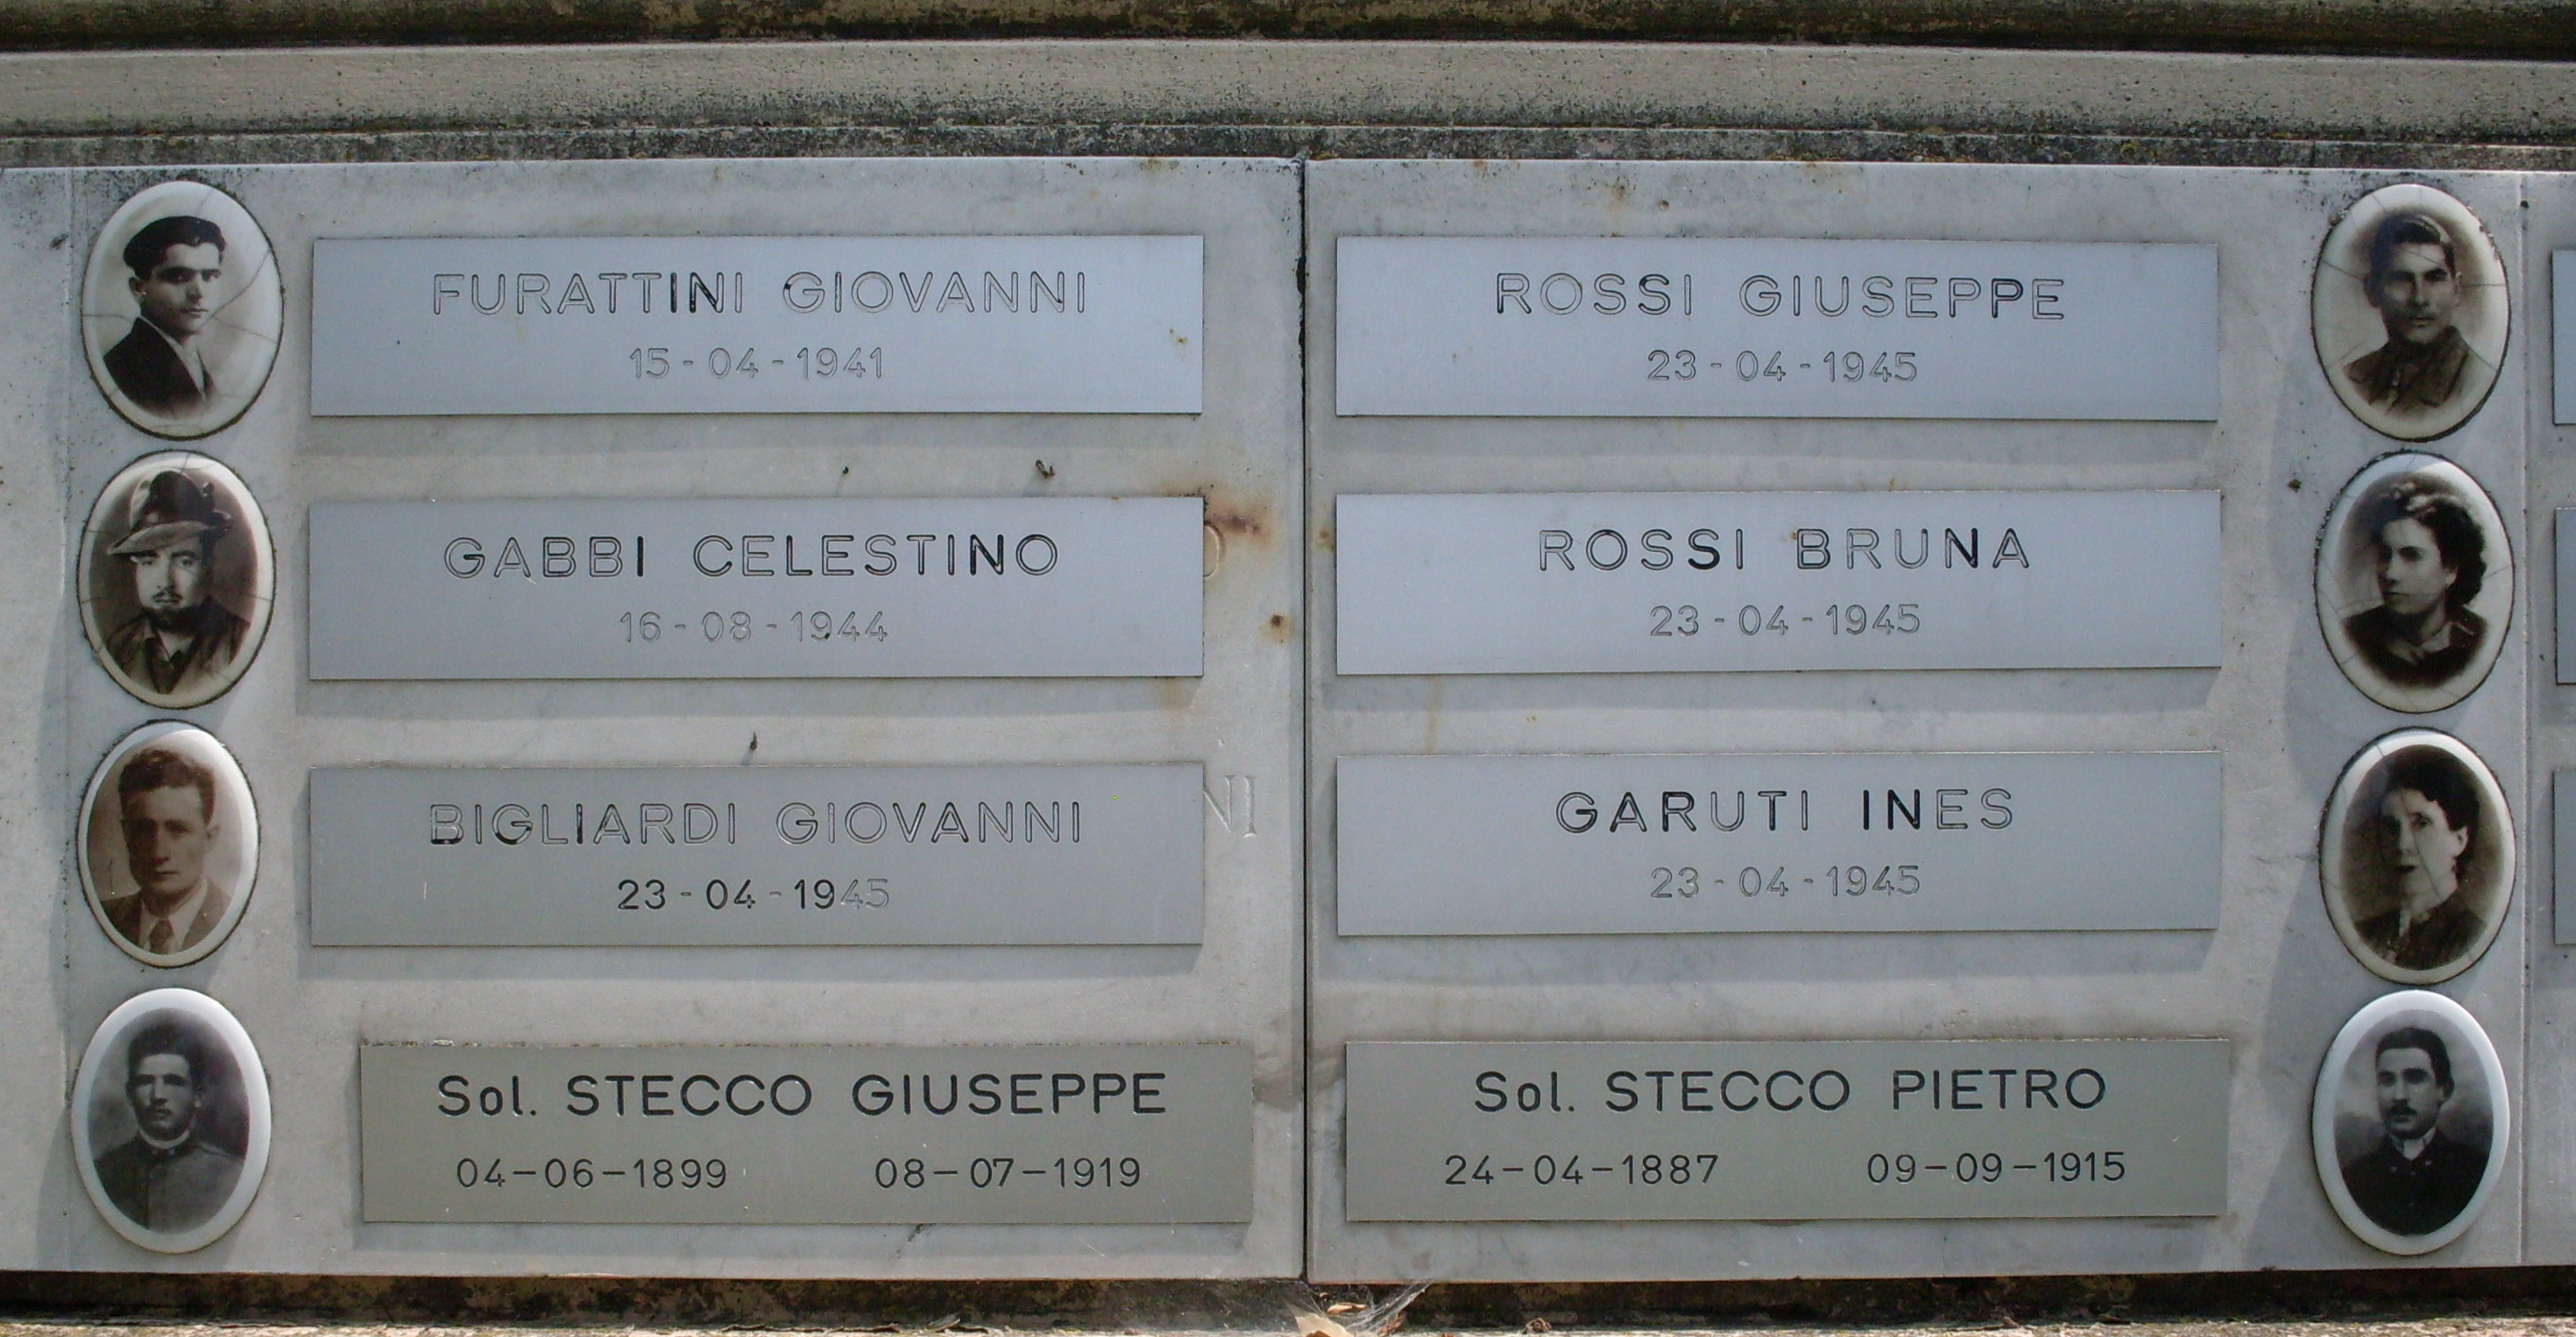 FURATTINI GIOVANNI
15-04-1941
GABBI CELESTINO
16-08-1944
BIGLIARDI GIOVANNI
23-04-1945
Sol. STECCO GIUSEPPE
04-06-1899 08-07-1919
ROSSI GIUSEPPE
23-04-1945
ROSSI BRUNA
23-04-1945
GARUTI INES
23-04-1945
Sol. STECCO PIETRO
24-04-1887 09-09-1915